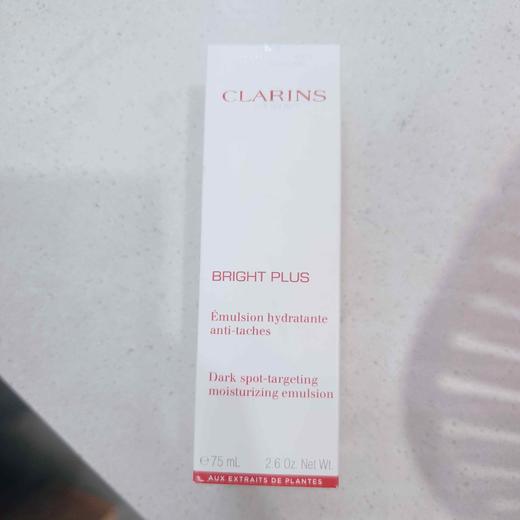 CLARINS
BRIGHT PLUS
Émulsion hydratante
anti-taches
Dark spot-targeting
moisturizing emulsion
℮75 mL 2.6 Oz. Net Wt.
AUX EXTRAITS DE PLANTES